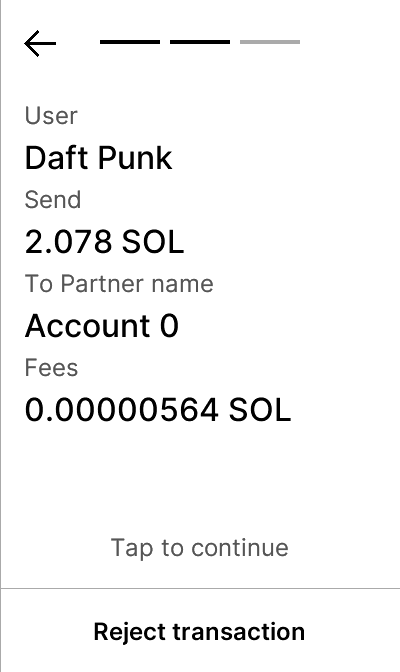 User
Daft Punk
Send
2.078 SOL
To Partner name
Account 0
Fees
0.00000564 SOL
Tap to continue
Reject transaction